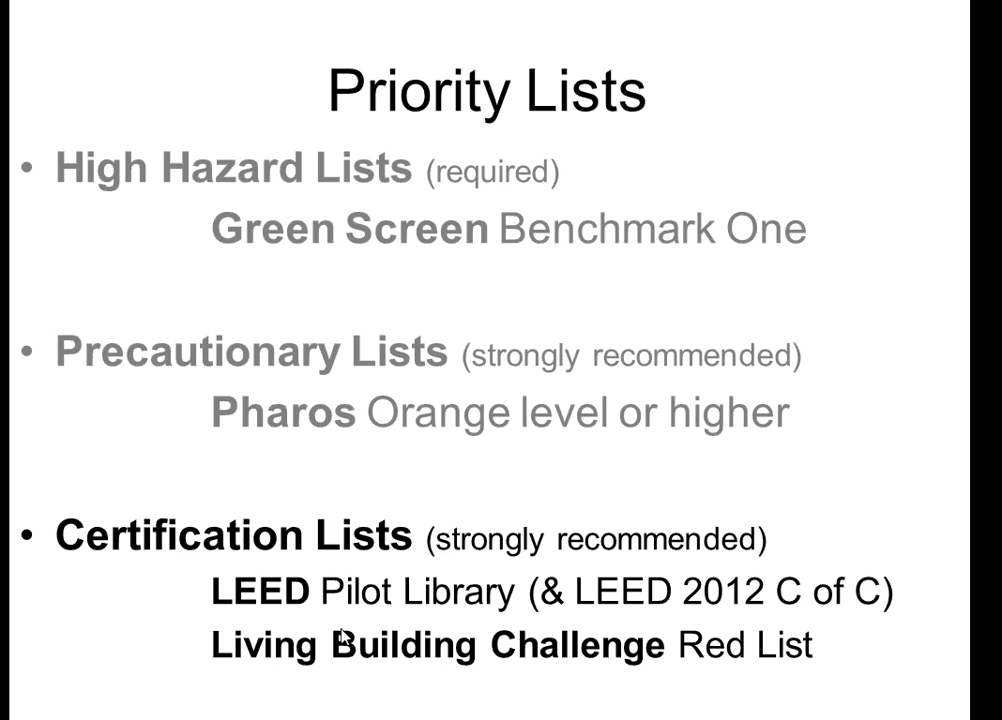 Priority Lists
• High Hazard Lists (required)
Green Screen Benchmark One
• Precautionary Lists (strongly recommended)
Pharos Orange level or higher
• Certification Lists (strongly recommended)
LEED Pilot Library (& LEED 2012 C of C)
Living Building Challenge Red List